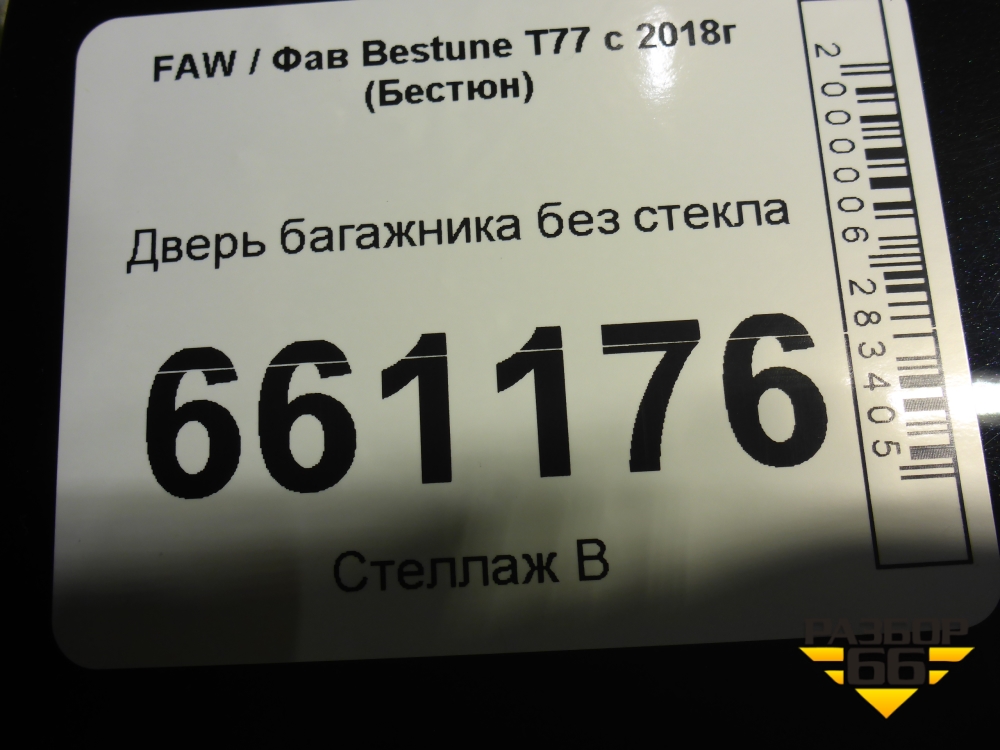 FAW / Фав Bestune T77 с 2018г
(Бестюн)
Дверь багажника без стекла
661176
Стеллаж В
2000006283405
РАЗБОР
66